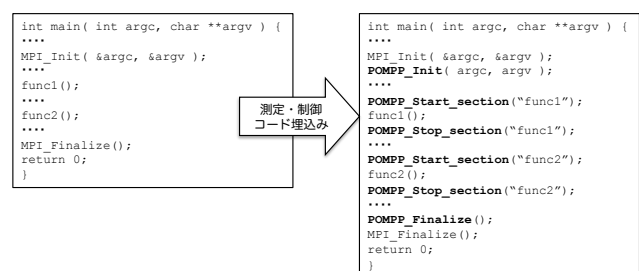 int main( int argc, char **argv ) {
••••
MPI_Init( &argc, &argv );
••••
func1();
••••
func2();
••••
MPI_Finalize();
return 0;
}
測定・制御
コード埋込み
int main( int argc, char **argv ) {
••••
MPI_Init( &argc, &argv );
POMPP_Init( argc, argv );
••••
POMPP_Start_section(“func1”);
func1();
POMPP_Stop_section(“func1”);
••••
POMPP_Start_section(“func2”);
func2();
POMPP_Stop_section(“func2”);
••••
POMPP_Finalize();
MPI_Finalize();
return 0;
}